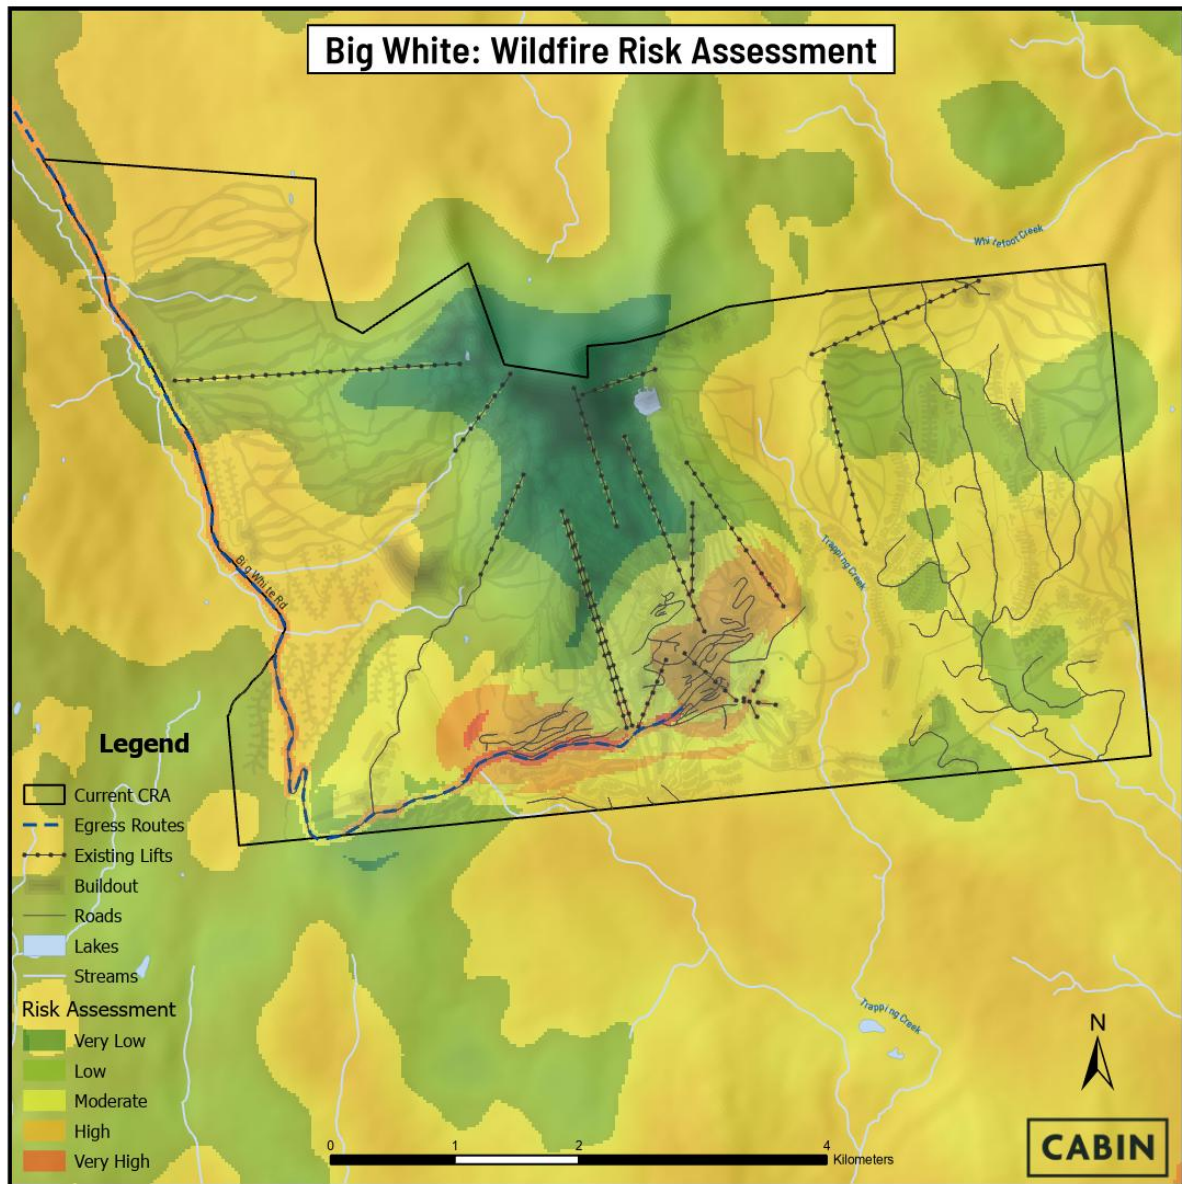 Big White: Wildfire Risk Assessment
Whitefoot Creek
Trapping Creek
Big White Rd
Legend
Current CRA
Egress Routes
Existing Lifts
Buildout
Roads
Lakes
Streams
Risk Assessment
Very Low
Low
Moderate
High
Very High
Trapping Creek
N
0 1 2 4
Kilometers
CABIN